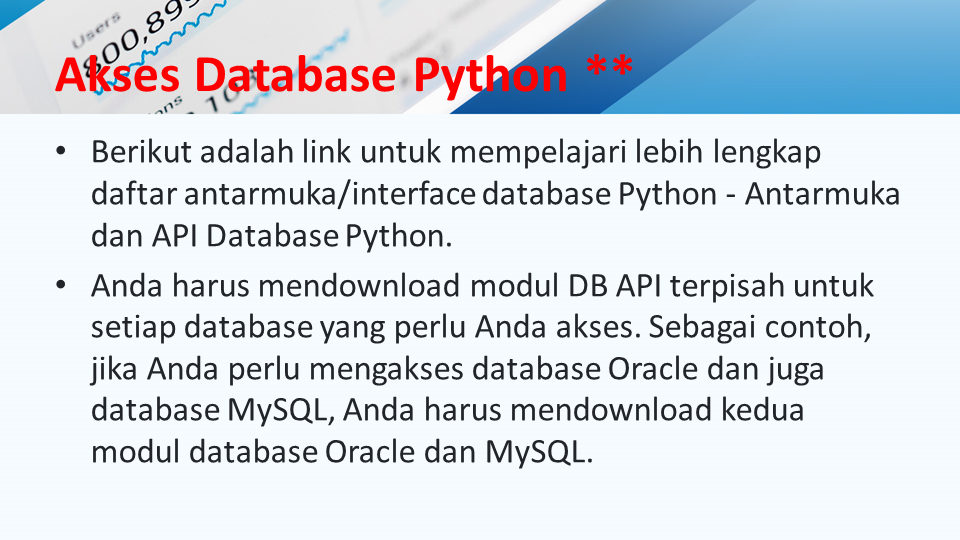 Users
800,899
Akses Database Python **
• Berikut adalah link untuk mempelajari lebih lengkap
daftar antarmuka/interface database Python - Antarmuka
dan API Database Python.
• Anda harus mendownload modul DB API terpisah untuk
setiap database yang perlu Anda akses. Sebagai contoh,
jika Anda perlu mengakses database Oracle dan juga
database MySQL, Anda harus mendownload kedua
modul database Oracle dan MySQL.